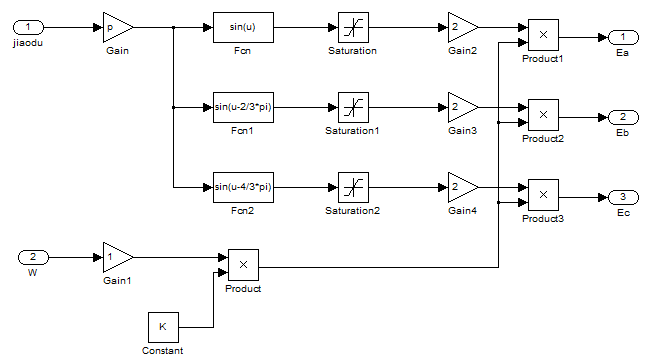 1
jiaodu
p
Gain
sin(u)
Fcn
Saturation
2
Gain2
×
Product1
1
Ea
sin(u-2/3*pi)
Fcn1
Saturation1
2
Gain3
×
Product2
2
Eb
sin(u-4/3*pi)
Fcn2
Saturation2
2
Gain4
×
Product3
3
Ec
2
W
1
Gain1
×
Product
K
Constant